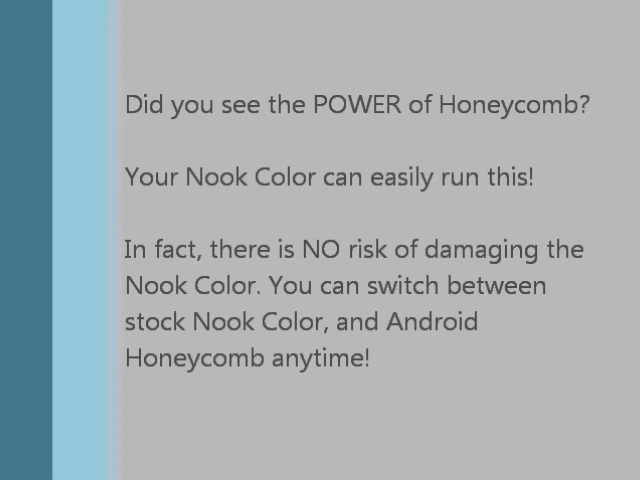 Did you see the POWER of Honeycomb?
Your Nook Color can easily run this!
In fact, there is NO risk of damaging the
Nook Color. You can switch between
stock Nook Color, and Android
Honeycomb anytime!